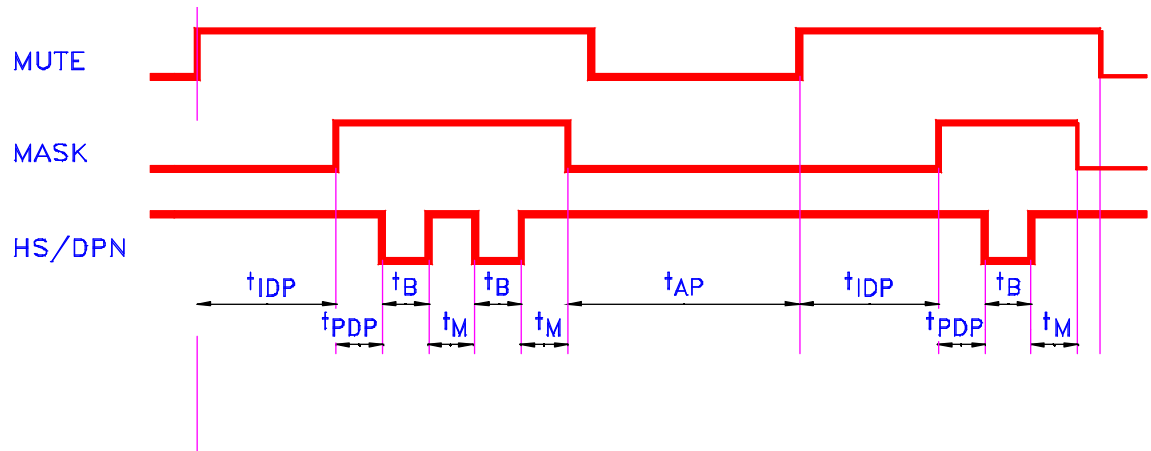 MUTE
MASK
HS/DPN
tIDP tB tB tAP tIDP tB
tPDP tM tM tPDP tM